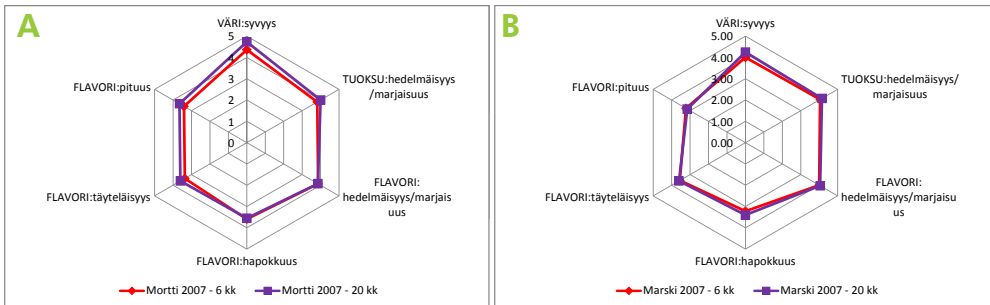 A
VÄRI:syvyys
5
4
3
2
1
0
TUOKSU:hedelmäisyys
/marjaisuus
FLAVORI:
hedelmäisyys/marjaisu
us
FLAVORI:hapokkuus
FLAVORI:täyteläisyys
FLAVORI:pituus
Mortti 2007 - 6 kk
Mortti 2007 - 20 kk
B
VÄRI:syvyys
5.00
4.00
3.00
2.00
1.00
0.00
TUOKSU:hedelmäisyys/
marjaisuus
FLAVORI:
hedelmäisyys/marjaisu
us
FLAVORI:hapokkuus
FLAVORI:täyteläisyys
FLAVORI:pituus
Marski 2007 - 6 kk
Marski 2007 - 20 kk